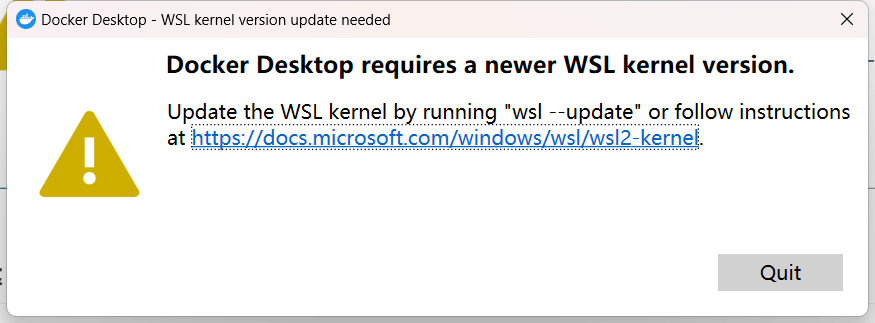 Docker Desktop - WSL kernel version update needed
Docker Desktop requires a newer WSL kernel version.
Update the WSL kernel by running "wsl --update" or follow instructions
at https://docs.microsoft.com/windows/wsl/wsl2-kernel.
Quit